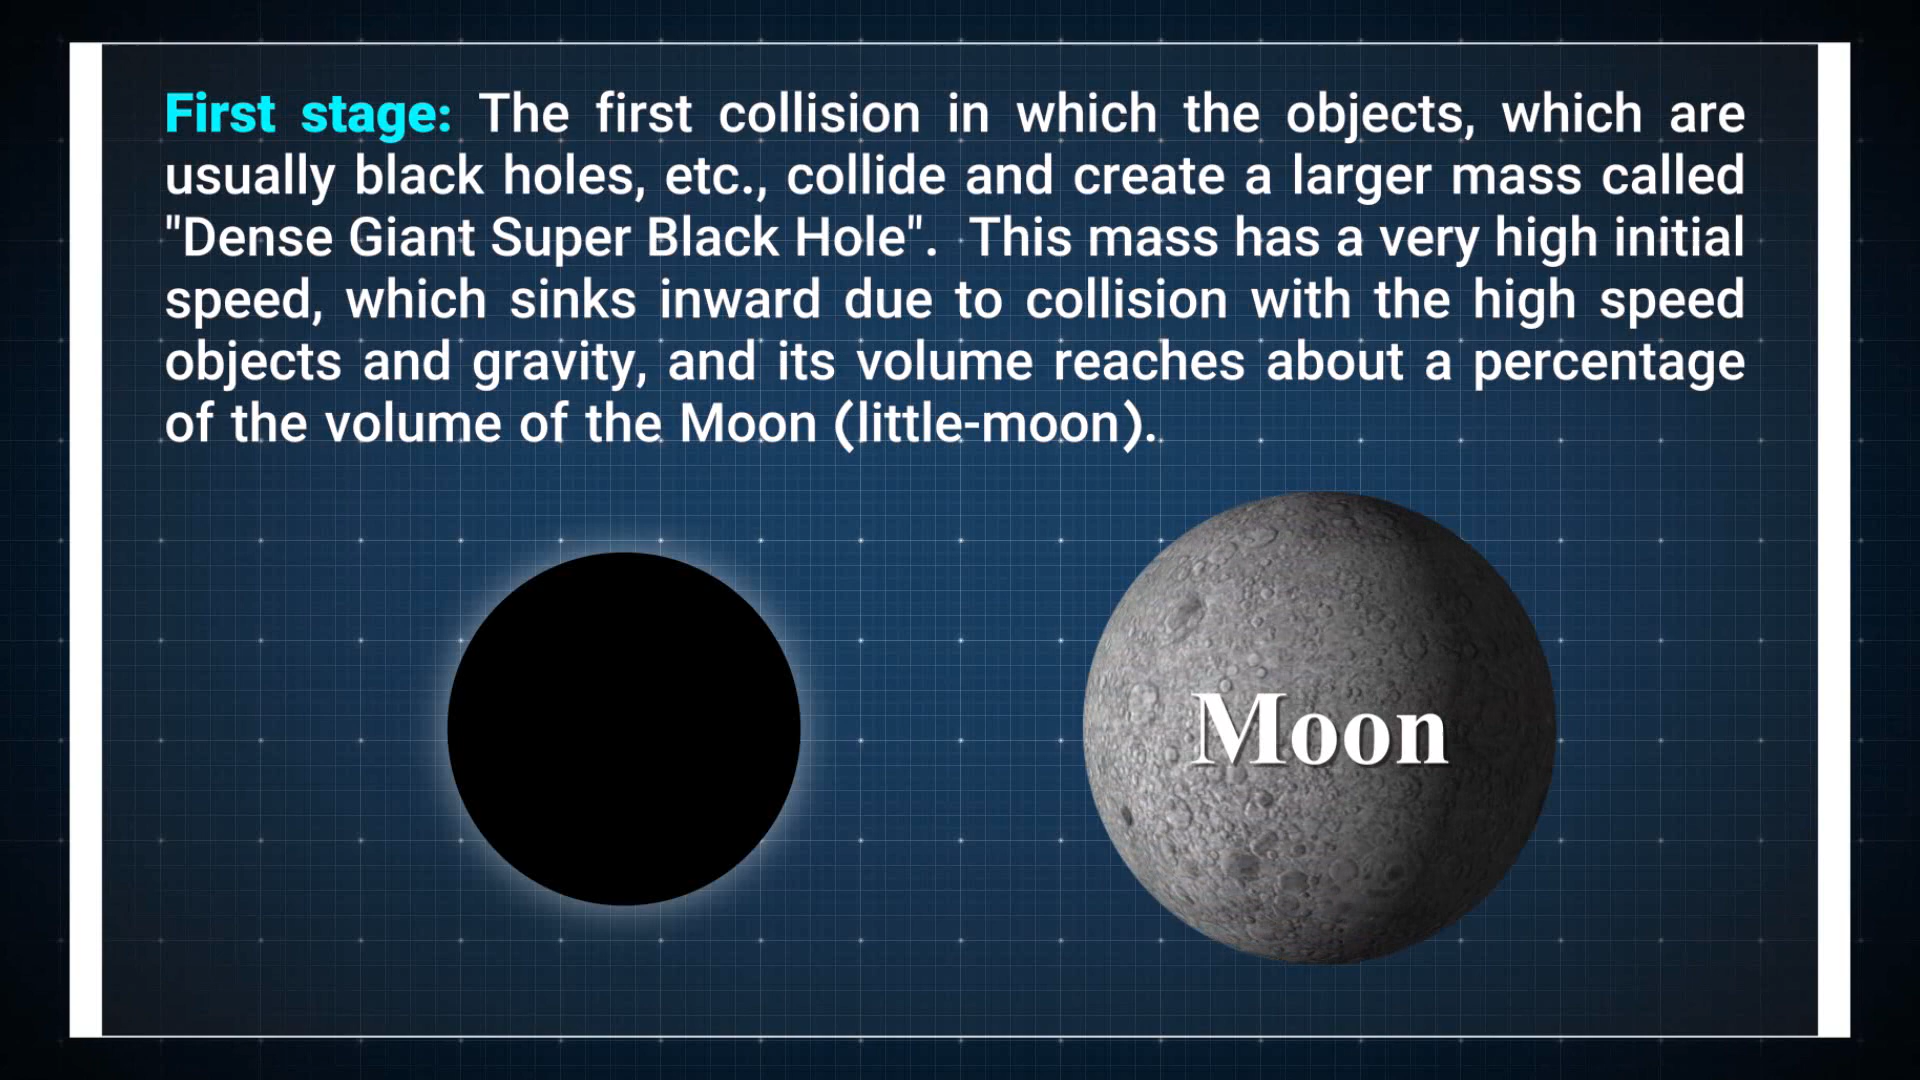 First stage: The first collision in which the objects, which are
usually black holes, etc., collide and create a larger mass called
"Dense Giant Super Black Hole". This mass has a very high initial
speed, which sinks inward due to collision with the high speed
objects and gravity, and its volume reaches about a percentage
of the volume of the Moon (little-moon).
Moon